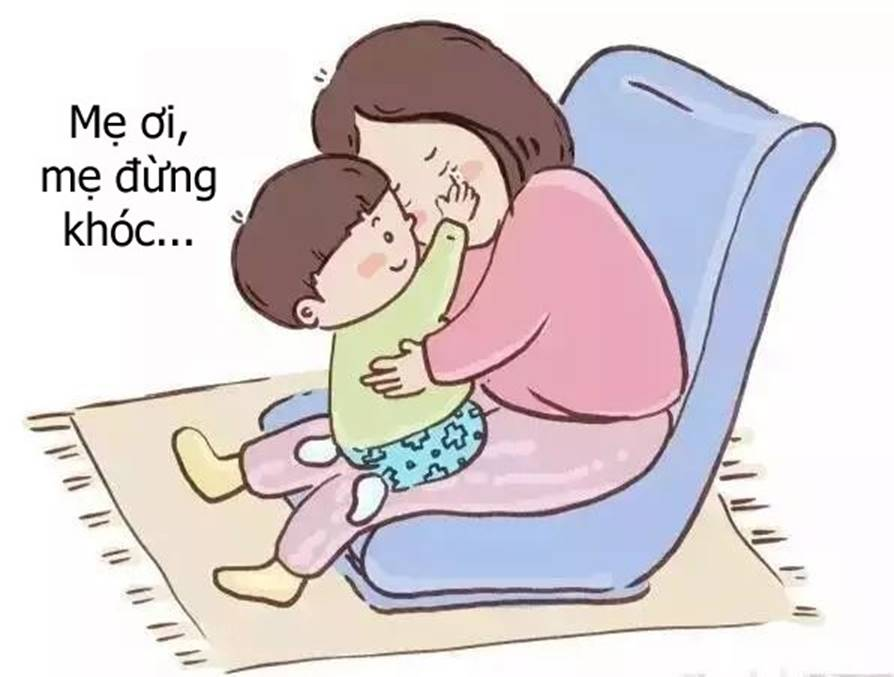 Mẹ ơi,
mẹ đừng
khóc...